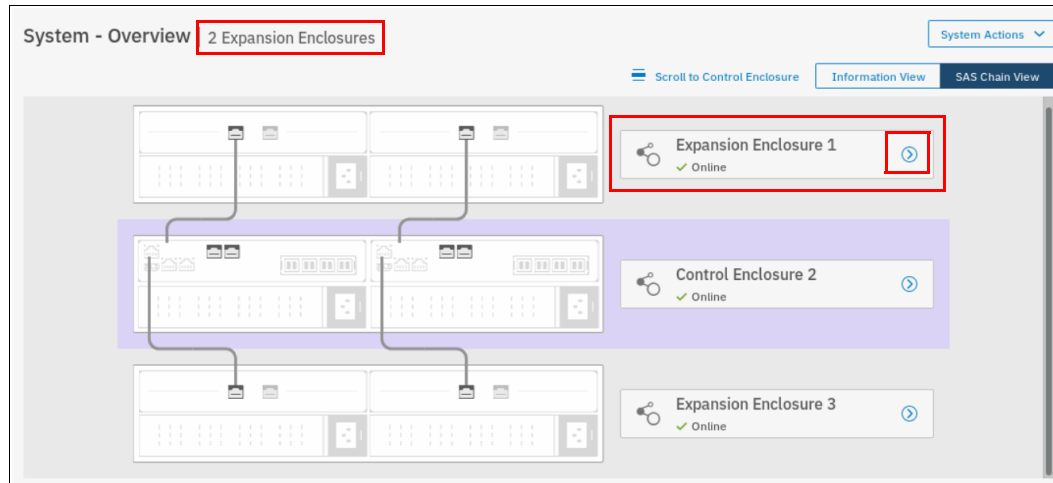 System - Overview 2 Expansion Enclosures
System Actions
Scroll to Control Enclosure
Information View
SAS Chain View
Expansion Enclosure 1
Online
Control Enclosure 2
Online
Expansion Enclosure 3
Online